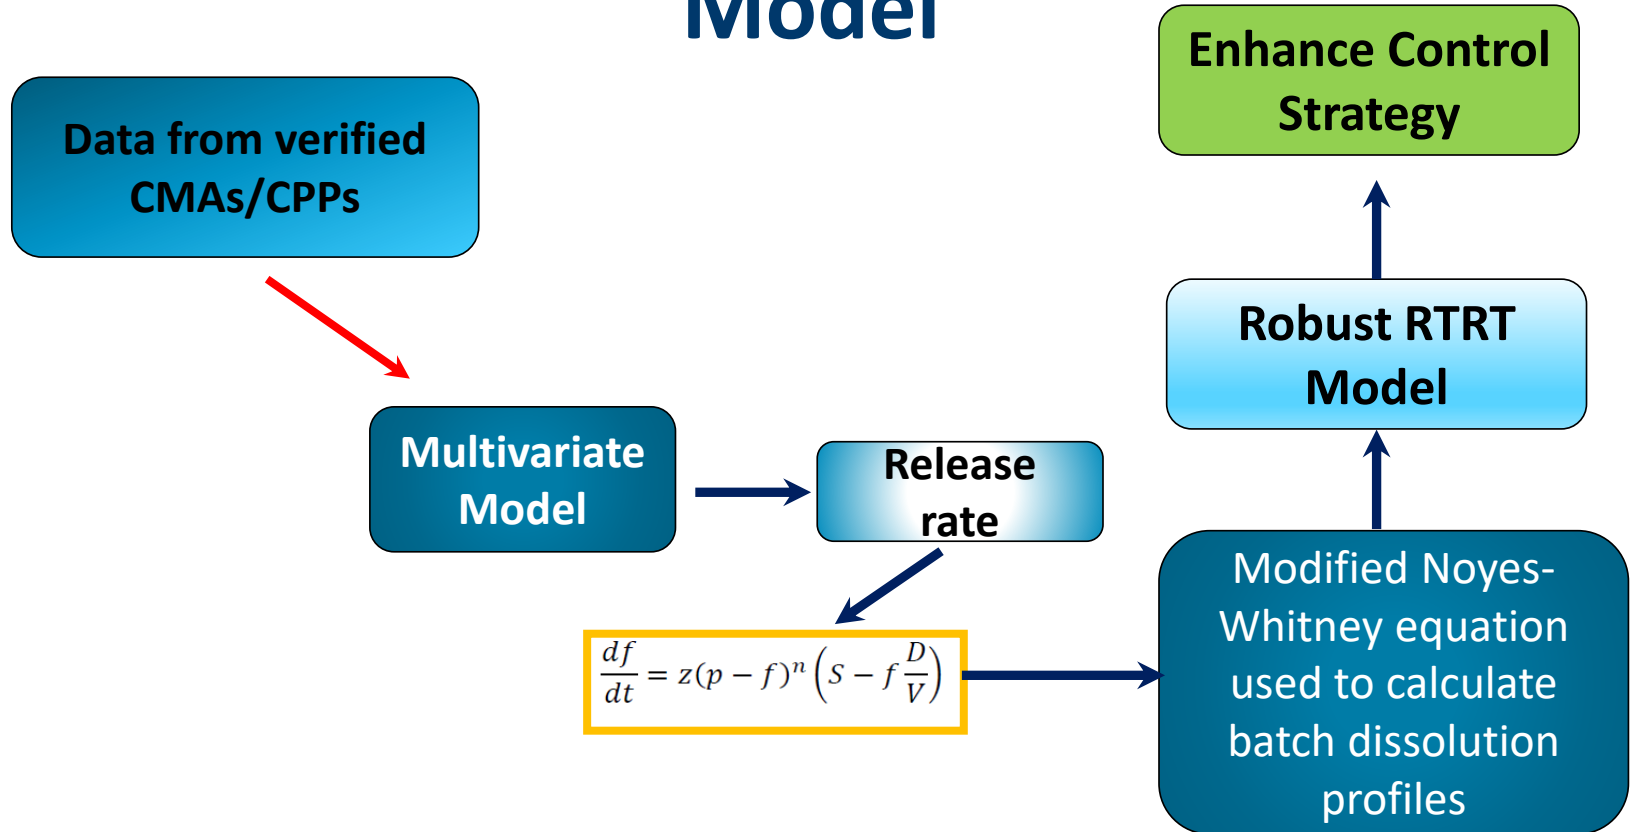 Model
Enhance Control
Strategy
Data from verified
CMAs/CPPs
Robust RTRT
Model
Multivariate
Model
Release
rate
df/dt = z(p − f)^n (S − f D/V)
Modified Noyes-
Whitney equation
used to calculate
batch dissolution
profiles